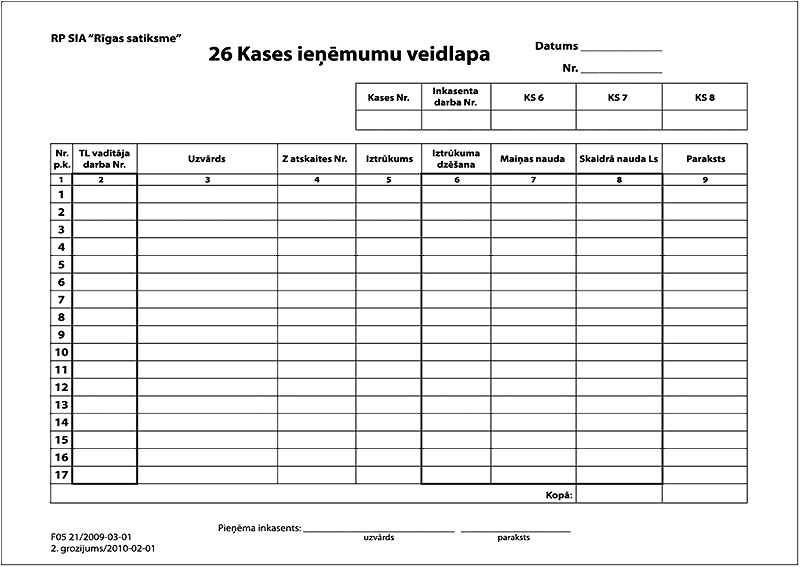 RP SIA “Rīgas satiksme”
26 Kases ieņēmumu veidlapa
Datums
Nr.
Kases Nr. Inkasenta darba Nr. KS 6 KS 7 KS 8
Nr. p.k. TL vadītāja darba Nr. Uzvārds Z atskaites Nr. Iztrūkums Iztrūkuma dzēšana Maiņas nauda Skaidrā nauda Ls Paraksts
1 2 3 4 5 6 7 8 9
1
2
3
4
5
6
7
8
9
10
11
12
13
14
15
16
17
Kopā:
Pieņēma inkasents:
uzvārds paraksts
F05 21/2009-03-01
2. grozījums/2010-02-01